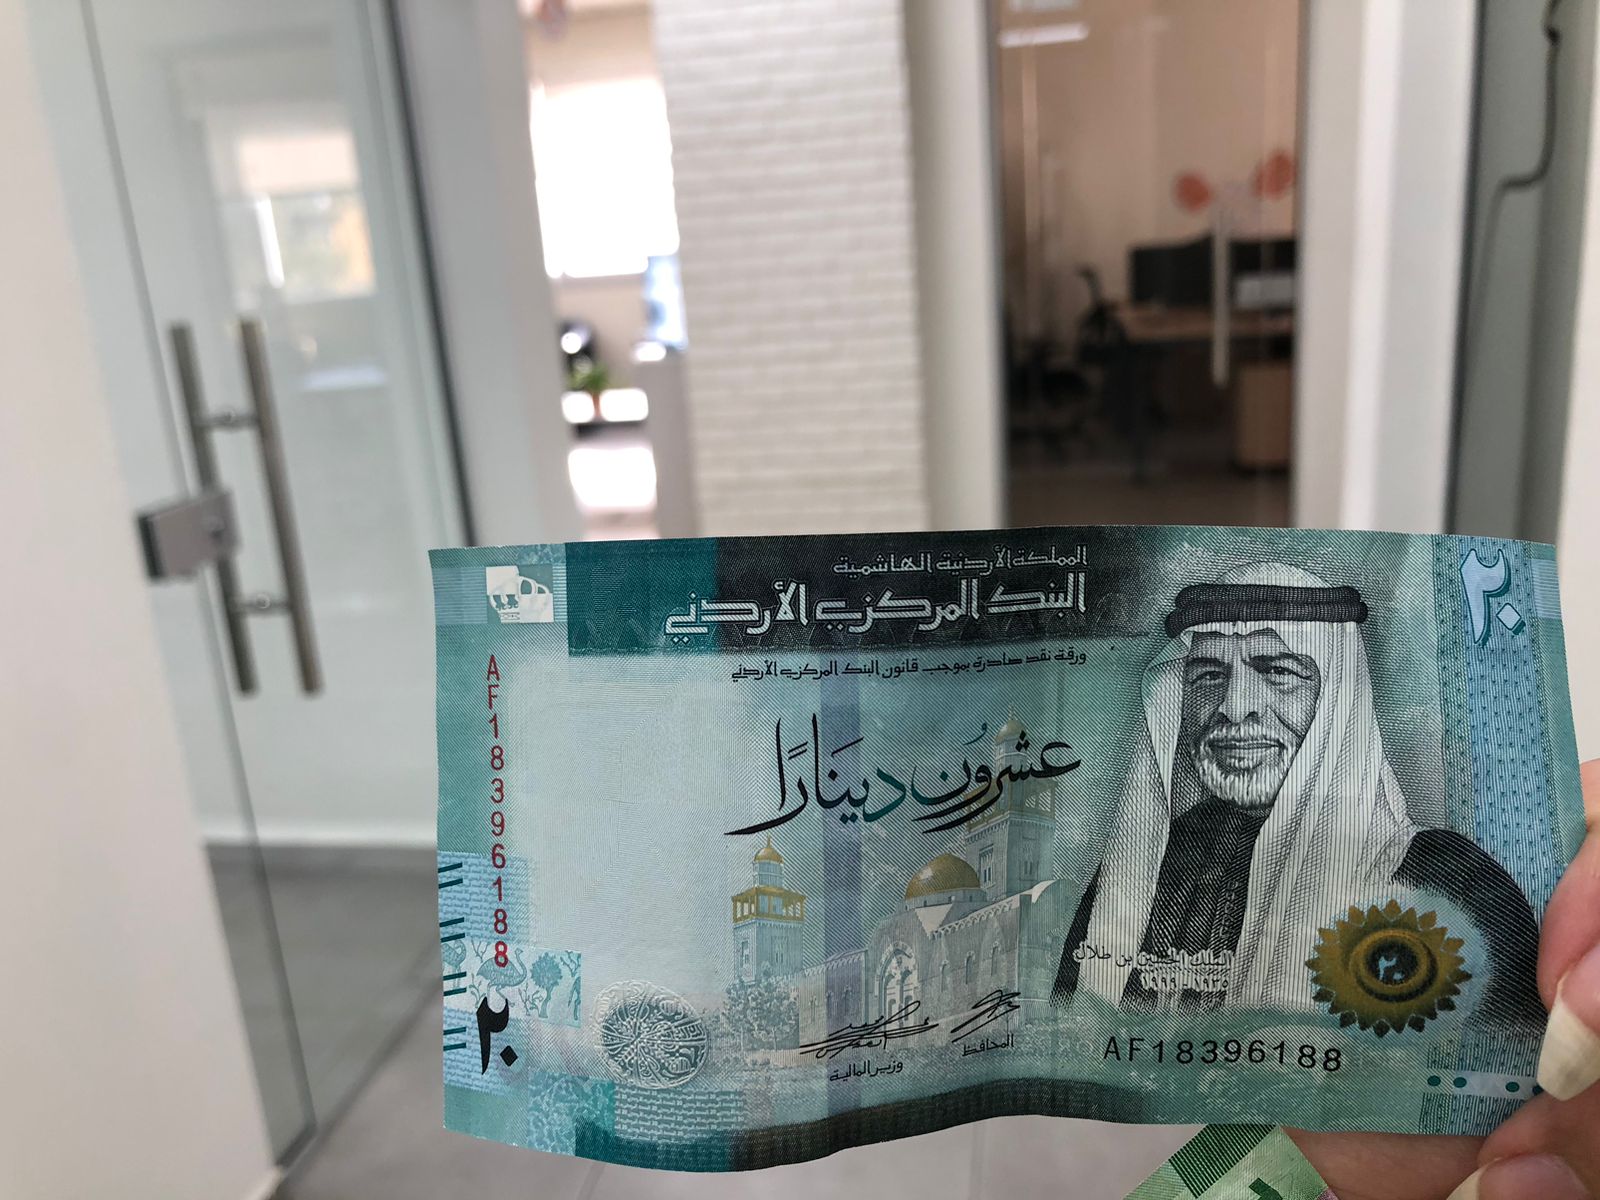 المملكة الأردنية الهاشمية
البنك المركزي الأردني
ورقة نقد صادرة بموجب قانون البنك المركزي الأردني
عشرون دينارًا
٢٠
AF18396188
٢٠
الملك الحسين بن طلال
١٩٣٥ - ١٩٩٩
٢٠
المحافظ
وزير المالية
AF18396188